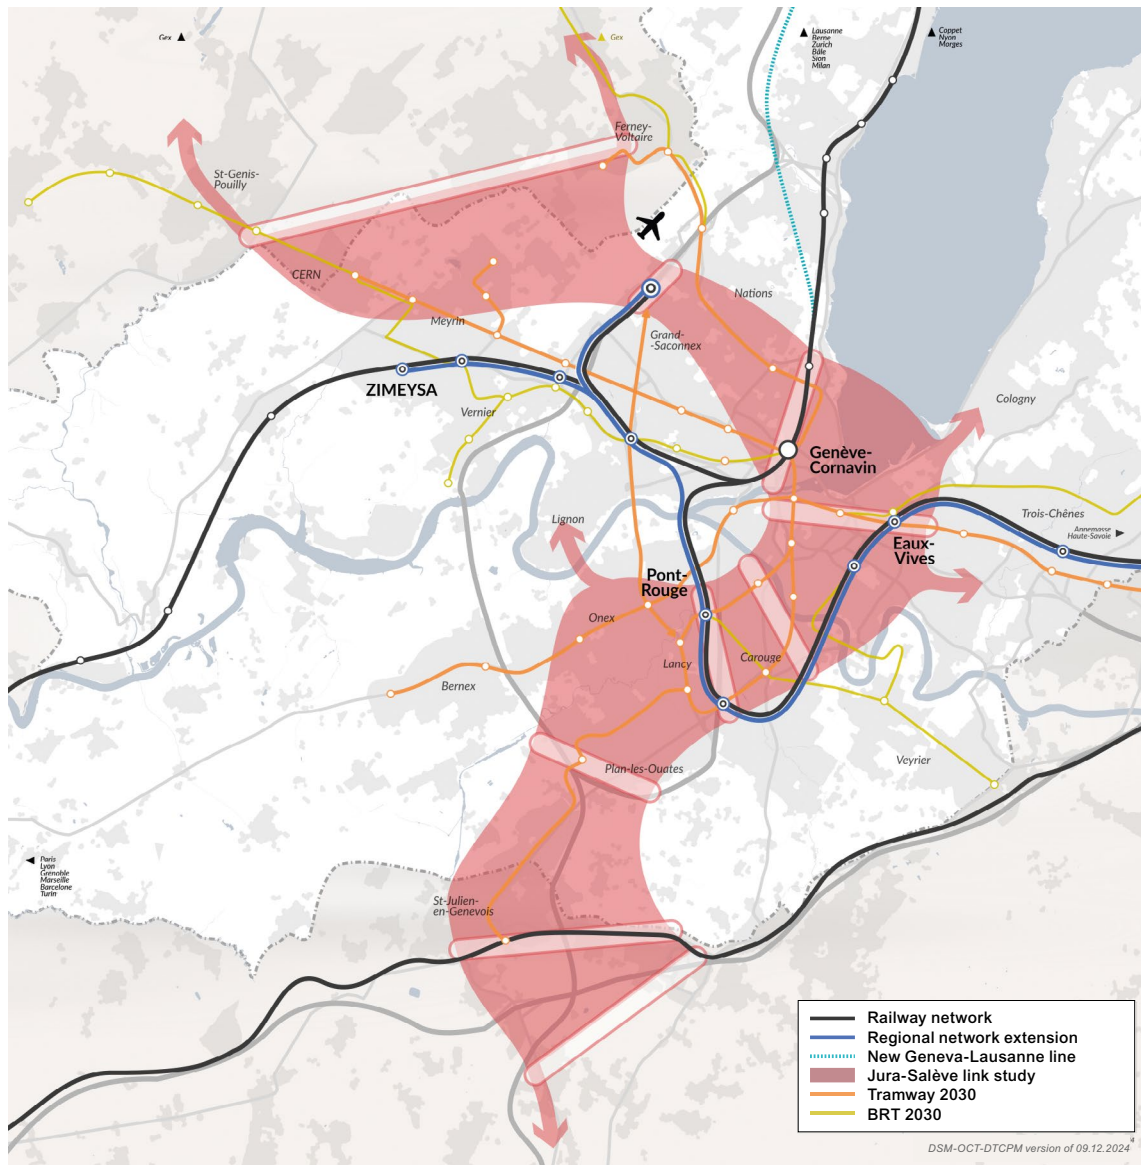 Gex
Gex
Lausanne
Berne
Zurich
Bâle
Sion
Milan
Coppet
Nyon
Morges
Ferney-
Voltaire
St-Genis-
Pouilly
CERN
Nations
Meyrin
Grand-
-Saconnex
ZIMEYSA
Vernier
Cologny
Genève-
Cornavin
Lignon
Trois-Chênes
Annemasse
Haute-Savoie
Eaux-
Vives
Pont-
Rouge
Onex
Lancy
Carouge
Bernex
Plan-les-Ouates
Veyrier
Paris
Lyon
Grenoble
Marseille
Barcelone
Turin
St-Julien-
en-Genevois
Railway network
Regional network extension
New Geneva-Lausanne line
Jura-Salève link study
Tramway 2030
BRT 2030
DSM-OCT-DTCPM version of 09.12.2024
4